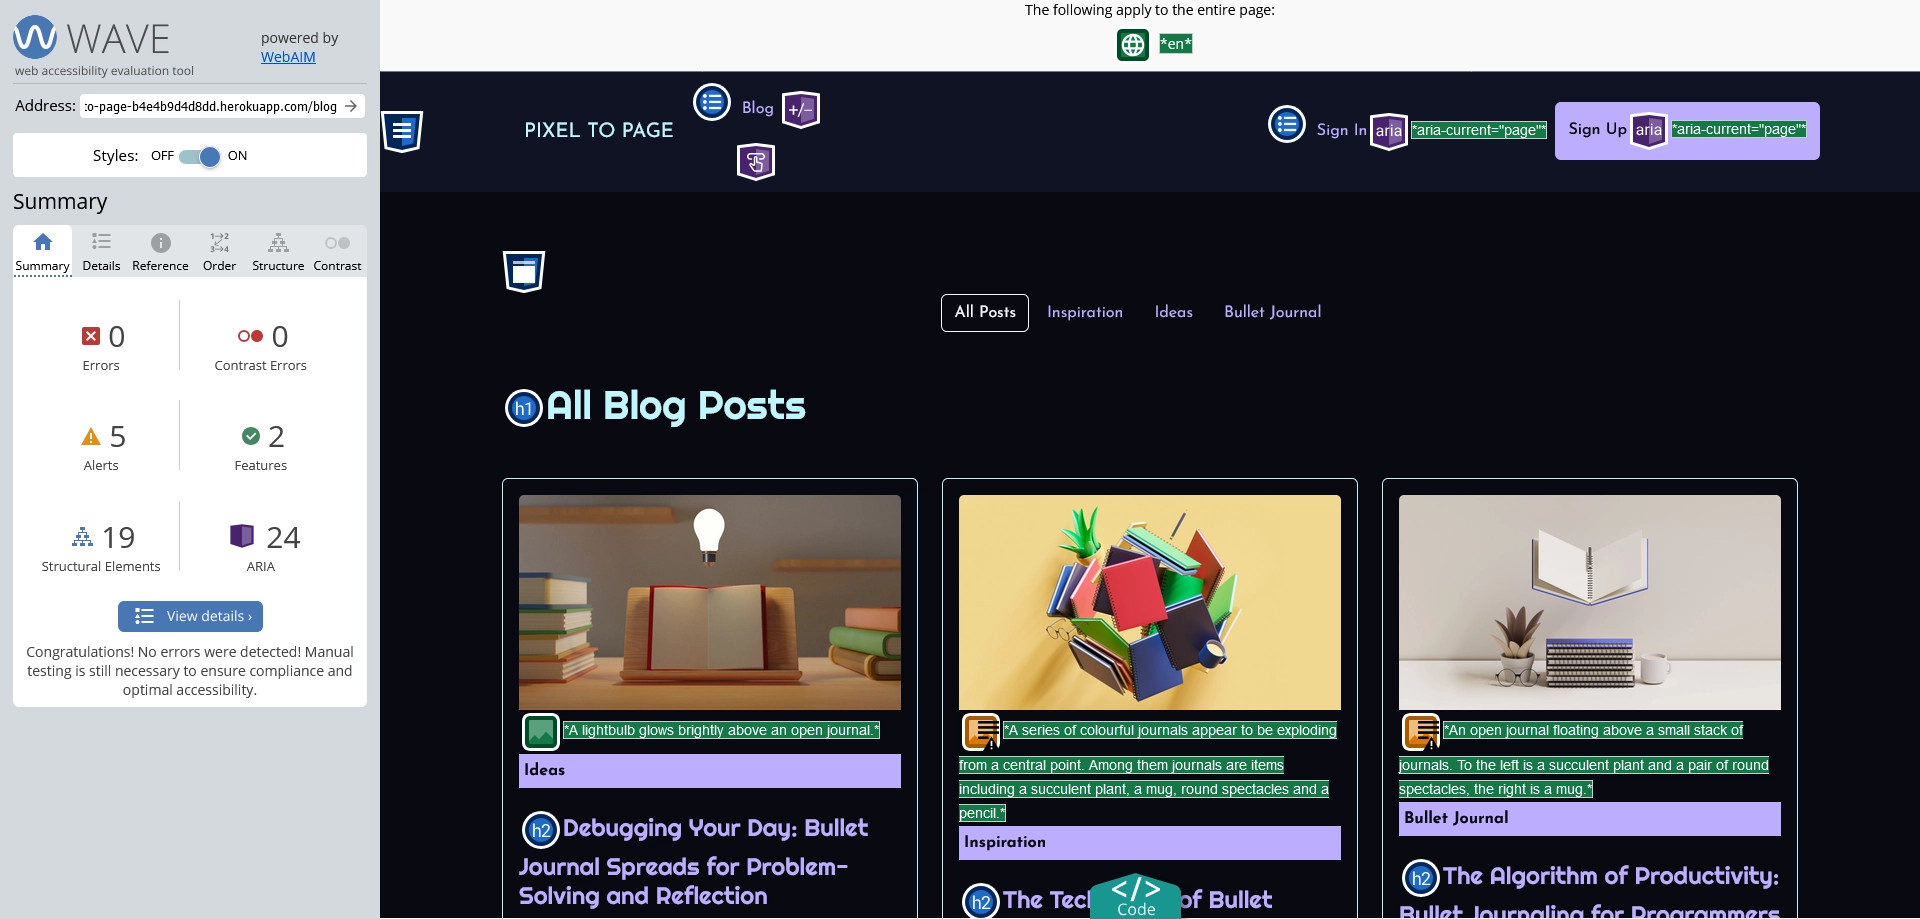 WAVE
powered by
WebAIM
web accessibility evaluation tool
Address: :o-page-b4e4b9d4d8dd.herokuapp.com/blog
Styles: OFF ON
Summary
Summary Details Reference Order Structure Contrast
0 0
Errors Contrast Errors
5 2
Alerts Features
19 24
Structural Elements ARIA
View details ›
Congratulations! No errors were detected! Manual
testing is still necessary to ensure compliance and
optimal accessibility.
The following apply to the entire page:
*en*
PIXEL TO PAGE Blog +/- Sign In aria *aria-current="page"* Sign Up aria *aria-current="page"*
All Posts Inspiration Ideas Bullet Journal
h1 All Blog Posts
*A lightbulb glows brightly above an open journal.*
Ideas
h2 Debugging Your Day: Bullet
Journal Spreads for Problem-
Solving and Reflection
*A series of colourful journals appear to be exploding
from a central point. Among them journals are items
including a succulent plant, a mug, round spectacles and a
pencil.*
Inspiration
h2 The Tec of Bullet
*An open journal floating above a small stack of
journals. To the left is a succulent plant and a pair of round
spectacles, the right is a mug.*
Bullet Journal
h2 The Algorithm of Productivity:
Bullet Journaling for Programmers
</> Code